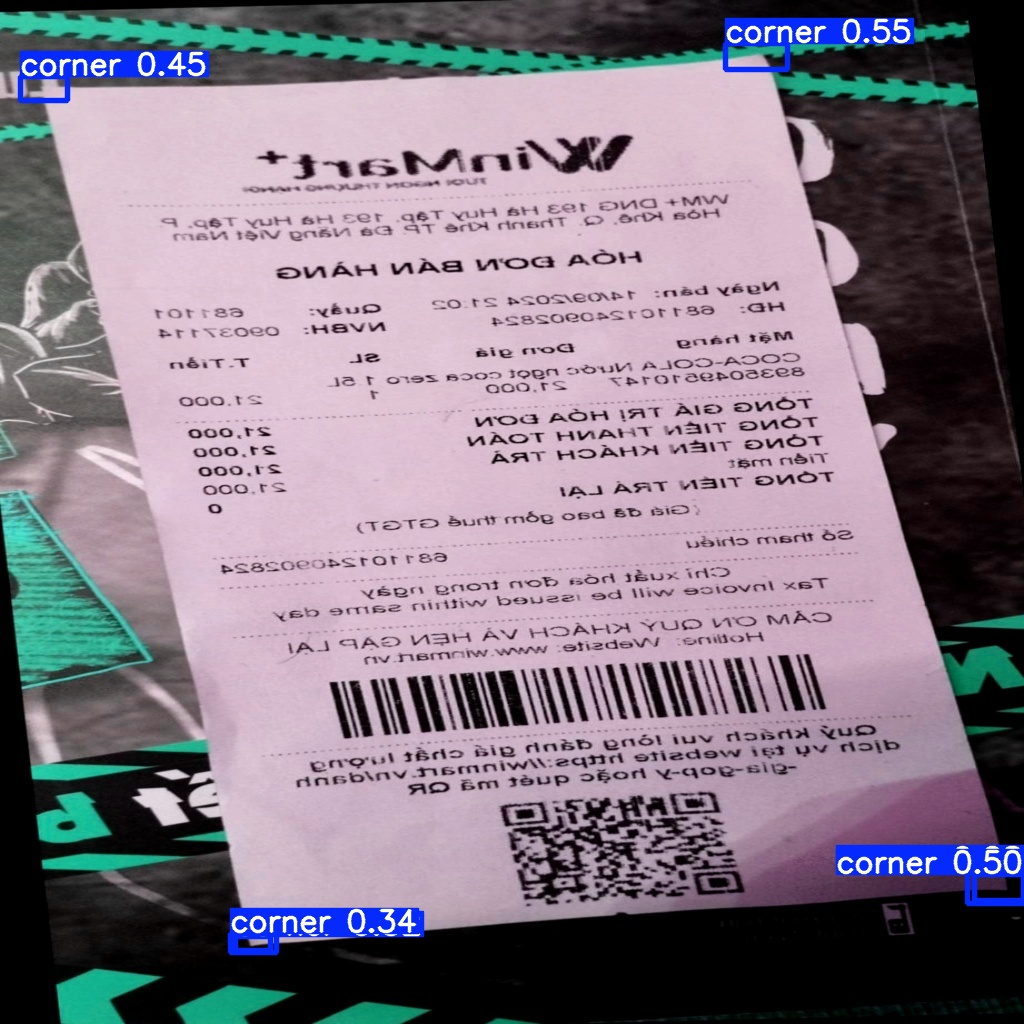 corner 0.45
corner 0.55
WinMart+
WM+ DNG 193 Hà Huy Tập, 193 Hà Huy Tập, P.
Hòa Khê, Q. Thanh Khê TP Đà Nẵng Việt Nam
HÓA ĐƠN BÁN HÀNG
Ngày bán: 14/09/2024 21:02 Quầy: 681101
HĐ: 681101240902824 NVBH: 09037114
Mặt hàng Đơn giá SL T.Tiền
COCA-COLA Nước ngọt coca zero 1.5L
8935049510147 21,000 1 21,000
TỔNG GIÁ TRỊ HÓA ĐƠN 21,000
TỔNG TIỀN THANH TOÁN 21,000
TỔNG TIỀN KHÁCH TRẢ 21,000
Tiền mặt 21,000
TỔNG TIỀN TRẢ LẠI 0
(Giá đã bao gồm thuế GTGT)
Số tham chiếu 681101240902824
Chỉ xuất hóa đơn trong ngày
Tax Invoice will be issued within same day
CẢM ƠN QUÝ KHÁCH VÀ HẸN GẶP LẠI
Hotline: Website: www.winmart.vn
Quý khách vui lòng đánh giá chất lượng
dịch vụ tại website https://winmart.vn/danh
-gia-gop-y hoặc quét mã QR
corner 0.50
corner 0.34